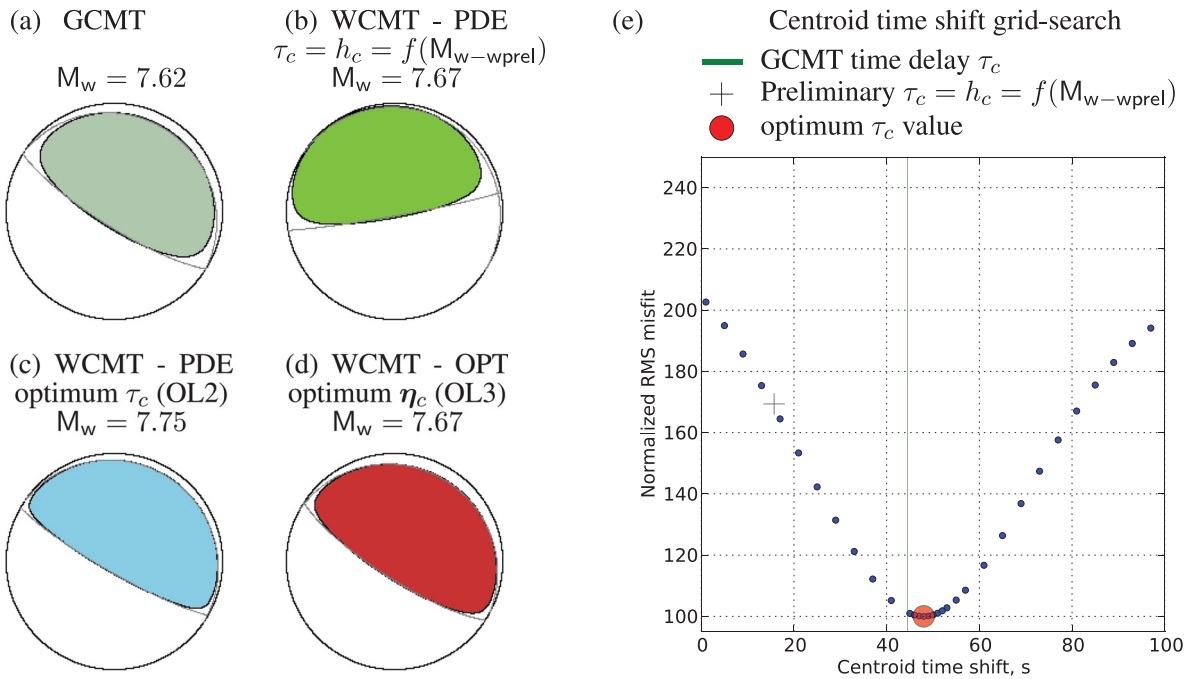 (a) GCMT
M_w = 7.62
(b) WCMT - PDE
τ_c = h_c = f(M_{w−wprel})
M_w = 7.67
(c) WCMT - PDE
optimum τ_c (OL2)
M_w = 7.75
(d) WCMT - OPT
optimum η_c (OL3)
M_w = 7.67
(e) Centroid time shift grid-search
GCMT time delay τ_c
Preliminary τ_c = h_c = f(M_{w−wprel})
optimum τ_c value
Normalized RMS misfit
240
220
200
180
160
140
120
100
0 20 40 60 80 100
Centroid time shift, s